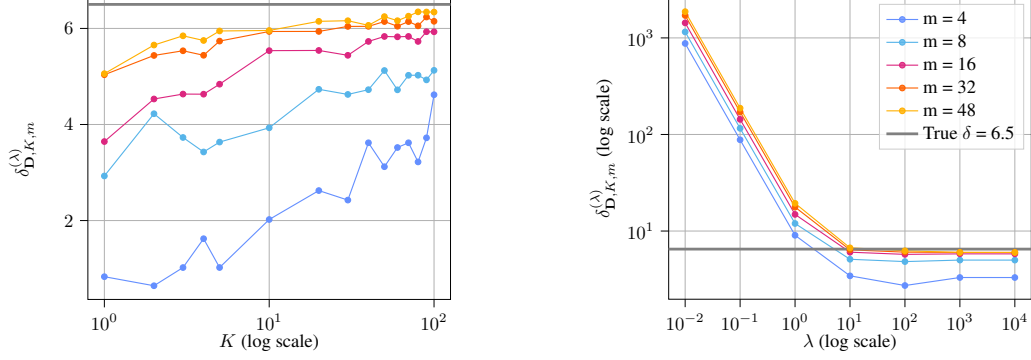 6
4
2
δ^{(λ)}_{D,K,m}
10^0
10^1
10^2
K (log scale)
10^3
10^2
10^1
δ^{(λ)}_{D,K,m} (log scale)
10^{−2}
10^{−1}
10^0
10^1
10^2
10^3
10^4
λ (log scale)
m = 4
m = 8
m = 16
m = 32
m = 48
True δ = 6.5